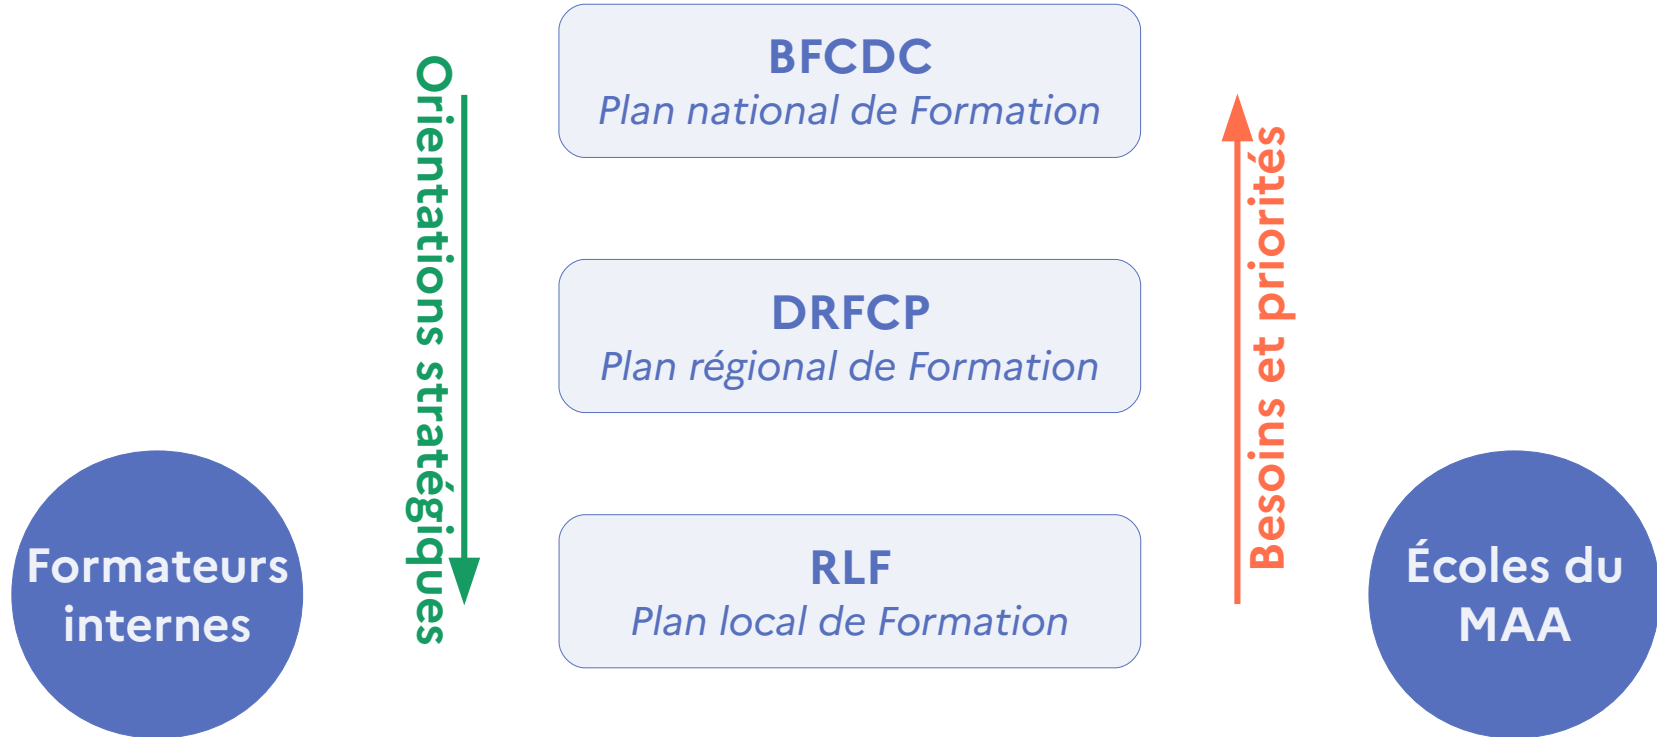 BFCDC
Plan national de Formation
Orientations stratégiques
Besoins et priorités
DRFCP
Plan régional de Formation
Formateurs
internes
RLF
Plan local de Formation
Écoles du
MAA